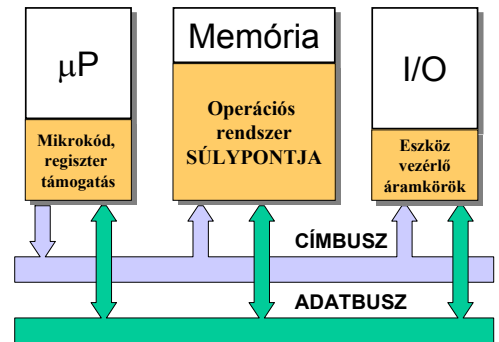 μP
Mikrokód,
regiszter
támogatás
Memória
Operációs
rendszer
SÚLYPONTJA
I/O
Eszköz
vezérlő
áramkörök
CÍMBUSZ
ADATBUSZ